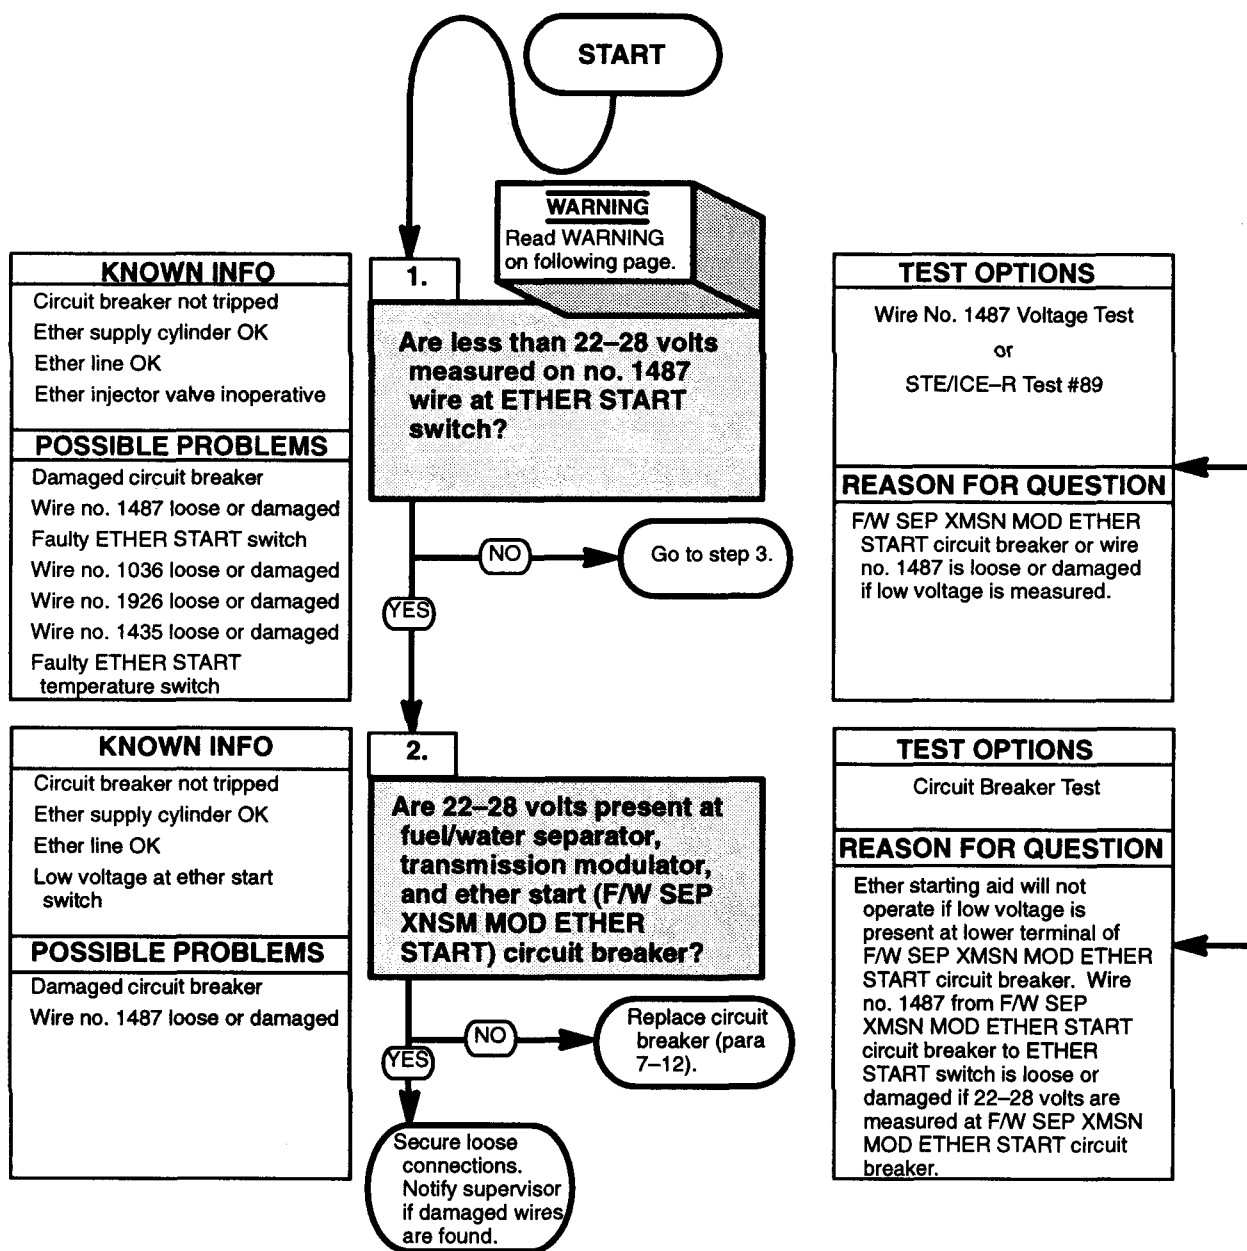 START
WARNING
Read WARNING
on following page.
KNOWN INFO
Circuit breaker not tripped
Ether supply cylinder OK
Ether line OK
Ether injector valve inoperative
POSSIBLE PROBLEMS
Damaged circuit breaker
Wire no. 1487 loose or damaged
Faulty ETHER START switch
Wire no. 1036 loose or damaged
Wire no. 1926 loose or damaged
Wire no. 1435 loose or damaged
Faulty ETHER START
temperature switch
1.
Are less than 22–28 volts
measured on no. 1487
wire at ETHER START
switch?
NO
Go to step 3.
YES
TEST OPTIONS
Wire No. 1487 Voltage Test
or
STE/ICE–R Test #89
REASON FOR QUESTION
F/W SEP XMSN MOD ETHER
START circuit breaker or wire
no. 1487 is loose or damaged
if low voltage is measured.
KNOWN INFO
Circuit breaker not tripped
Ether supply cylinder OK
Ether line OK
Low voltage at ether start
switch
POSSIBLE PROBLEMS
Damaged circuit breaker
Wire no. 1487 loose or damaged
2.
Are 22–28 volts present at
fuel/water separator,
transmission modulator,
and ether start (F/W SEP
XNSM MOD ETHER
START) circuit breaker?
NO
Replace circuit
breaker (para
7–12).
YES
Secure loose
connections.
Notify supervisor
if damaged wires
are found.
TEST OPTIONS
Circuit Breaker Test
REASON FOR QUESTION
Ether starting aid will not
operate if low voltage is
present at lower terminal of
F/W SEP XMSN MOD ETHER
START circuit breaker. Wire
no. 1487 from F/W SEP
XMSN MOD ETHER START
circuit breaker to ETHER
START switch is loose or
damaged if 22–28 volts are
measured at F/W SEP XMSN
MOD ETHER START circuit
breaker.